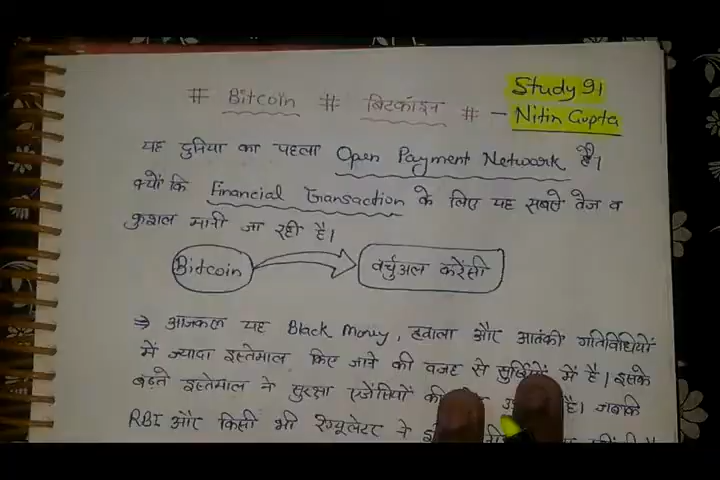 # Bitcoin # बिटकॉइन # - Study 91
Nitin Gupta
यह दुनिया का पहला Open Payment Network है।
क्यों कि Financial Transaction के लिए यह सबसे तेज व
कुशल मानी जा रही है।
Bitcoin वर्चुअल करेंसी
⇒ आजकल यह Black Money, हवाला और आतंकी गतिविधियों
में ज्यादा इस्तेमाल किए जाने की वजह से सुर्खियों में है। इसके
बढ़ते इस्तेमाल ने सुरक्षा एजेंसियों की है। जबकि
RBI और किसी भी रेग्यूलेटर ने